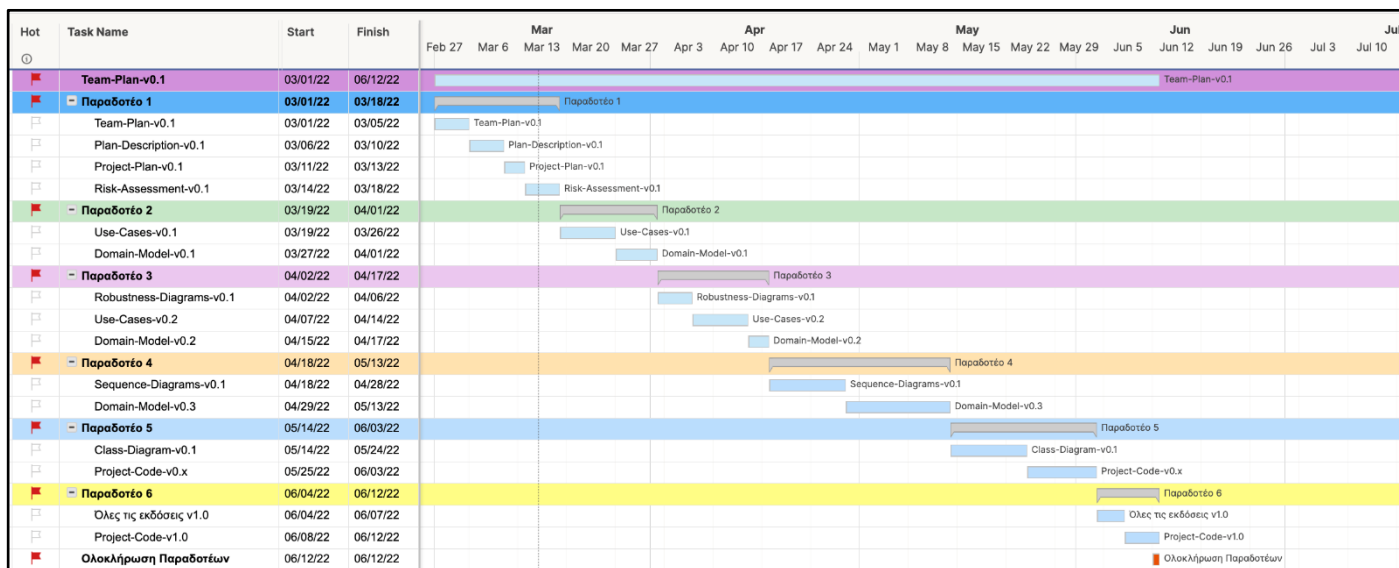 Hot Task Name Start Finish Mar Apr May Jun Jul
Feb 27 Mar 6 Mar 13 Mar 20 Mar 27 Apr 3 Apr 10 Apr 17 Apr 24 May 1 May 8 May 15 May 22 May 29 Jun 5 Jun 12 Jun 19 Jun 26 Jul 3 Jul 10
Team-Plan-v0.1 03/01/22 06/12/22 Team-Plan-v0.1
Παραδοτέο 1 03/01/22 03/18/22 Παραδοτέο 1
Team-Plan-v0.1 03/01/22 03/05/22 Team-Plan-v0.1
Plan-Description-v0.1 03/06/22 03/10/22 Plan-Description-v0.1
Project-Plan-v0.1 03/11/22 03/13/22 Project-Plan-v0.1
Risk-Assessment-v0.1 03/14/22 03/18/22 Risk-Assessment-v0.1
Παραδοτέο 2 03/19/22 04/01/22 Παραδοτέο 2
Use-Cases-v0.1 03/19/22 03/26/22 Use-Cases-v0.1
Domain-Model-v0.1 03/27/22 04/01/22 Domain-Model-v0.1
Παραδοτέο 3 04/02/22 04/17/22 Παραδοτέο 3
Robustness-Diagrams-v0.1 04/02/22 04/06/22 Robustness-Diagrams-v0.1
Use-Cases-v0.2 04/07/22 04/14/22 Use-Cases-v0.2
Domain-Model-v0.2 04/15/22 04/17/22 Domain-Model-v0.2
Παραδοτέο 4 04/18/22 05/13/22 Παραδοτέο 4
Sequence-Diagrams-v0.1 04/18/22 04/28/22 Sequence-Diagrams-v0.1
Domain-Model-v0.3 04/29/22 05/13/22 Domain-Model-v0.3
Παραδοτέο 5 05/14/22 06/03/22 Παραδοτέο 5
Class-Diagram-v0.1 05/14/22 05/24/22 Class-Diagram-v0.1
Project-Code-v0.x 05/25/22 06/03/22 Project-Code-v0.x
Παραδοτέο 6 06/04/22 06/12/22 Παραδοτέο 6
Όλες τις εκδόσεις v1.0 06/04/22 06/07/22 Όλες τις εκδόσεις v1.0
Project-Code-v1.0 06/08/22 06/12/22 Project-Code-v1.0
Ολοκλήρωση Παραδοτέων 06/12/22 06/12/22 Ολοκλήρωση Παραδοτέων